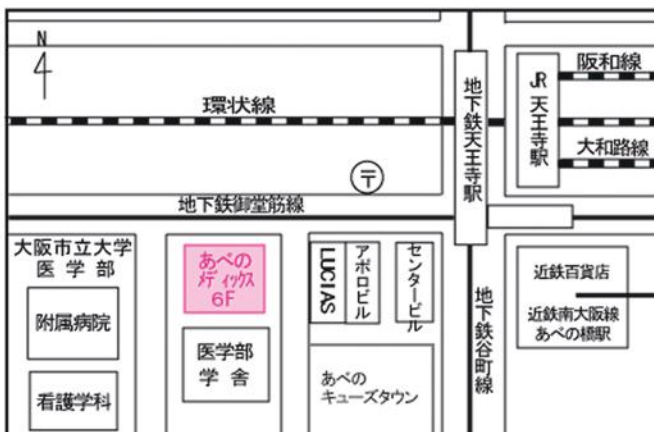 N
環状線
阪和線
JR天王寺駅
大和路線
地下鉄天王寺駅
〒
地下鉄御堂筋線
大阪市立大学
医学部
附属病院
看護学科
あべの
メディックス
6F
医学部
学舎
LUCIAS
アポロビル
センタービル
あべの
キューズタウン
地下鉄谷町線
近鉄百貨店
近鉄南大阪線
あべの橋駅